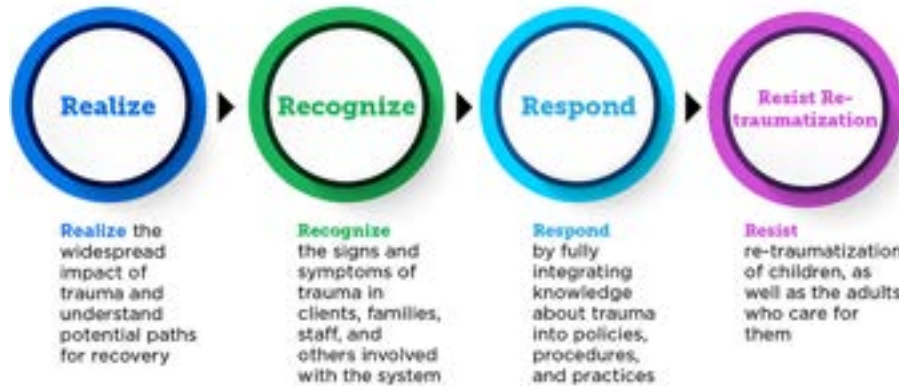 Realize
Recognize
Respond
Resist Re-
traumatization
Realize the
widespread
impact of
trauma and
understand
potential paths
for recovery
Recognize
the signs and
symptoms of
trauma in
clients, families,
staff, and
others involved
with the system
Respond
by fully
integrating
knowledge
about trauma
into policies,
procedures,
and practices
Resist
re-traumatization
of children, as
well as the adults
who care for
them